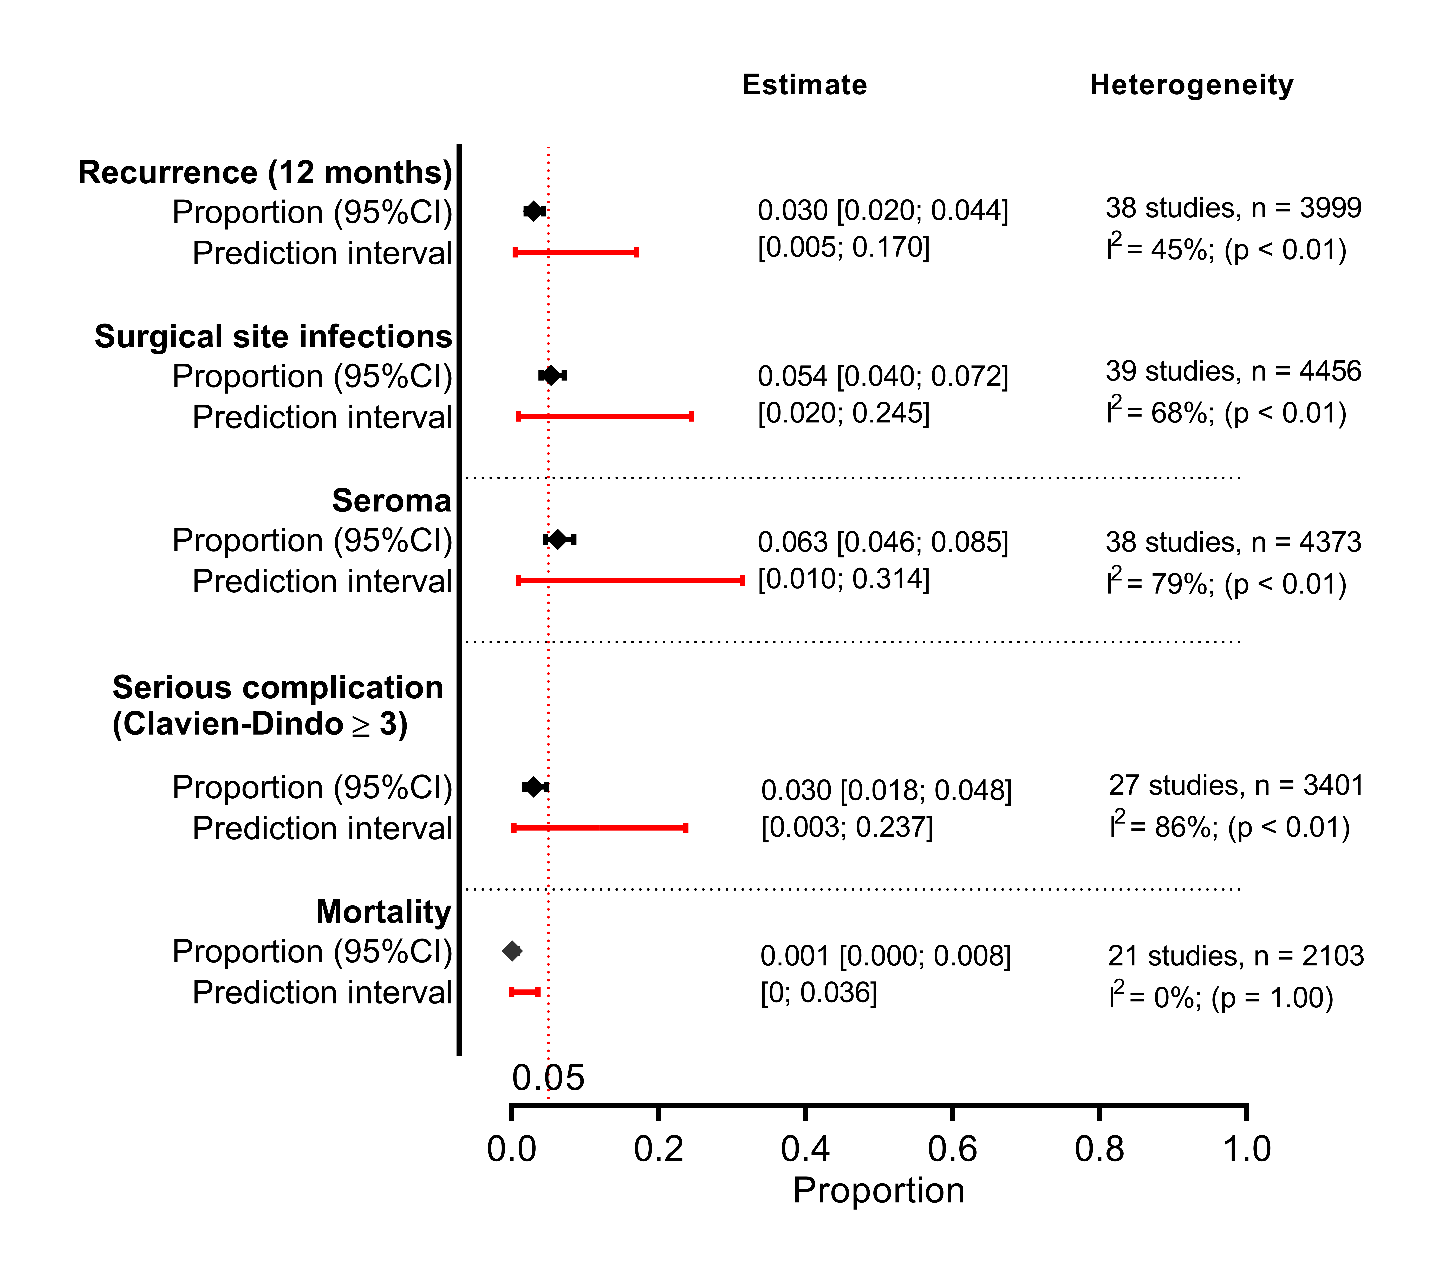 Estimate Heterogeneity
Recurrence (12 months)
Proportion (95%CI) 0.030 [0.020; 0.044] 38 studies, n = 3999
Prediction interval [0.005; 0.170] I² = 45%; (p < 0.01)
Surgical site infections
Proportion (95%CI) 0.054 [0.040; 0.072] 39 studies, n = 4456
Prediction interval [0.020; 0.245] I² = 68%; (p < 0.01)
Seroma
Proportion (95%CI) 0.063 [0.046; 0.085] 38 studies, n = 4373
Prediction interval [0.010; 0.314] I² = 79%; (p < 0.01)
Serious complication
(Clavien-Dindo ≥ 3)
Proportion (95%CI) 0.030 [0.018; 0.048] 27 studies, n = 3401
Prediction interval [0.003; 0.237] I² = 86%; (p < 0.01)
Mortality
Proportion (95%CI) 0.001 [0.000; 0.008] 21 studies, n = 2103
Prediction interval [0; 0.036] I² = 0%; (p = 1.00)
0.05
0.0 0.2 0.4 0.6 0.8 1.0
Proportion